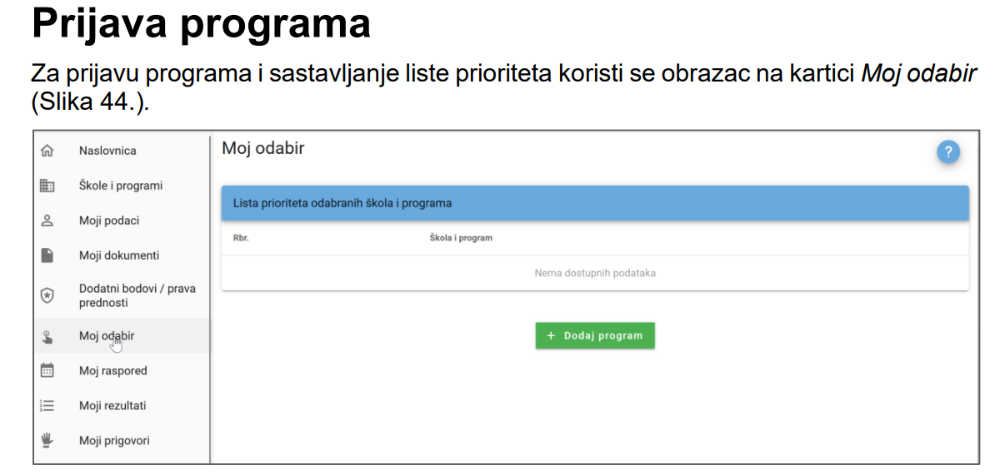 Prijava programa
Za prijavu programa i sastavljanje liste prioriteta koristi se obrazac na kartici Moj odabir
(Slika 44.).
Naslovnica
Škole i programi
Moji podaci
Moji dokumenti
Dodatni bodovi / prava
prednosti
Moj odabir
Moj raspored
Moji rezultati
Moji prigovori
Moj odabir
?
Lista prioriteta odabranih škola i programa
Rbr. Škola i program
Nema dostupnih podataka
+ Dodaj program